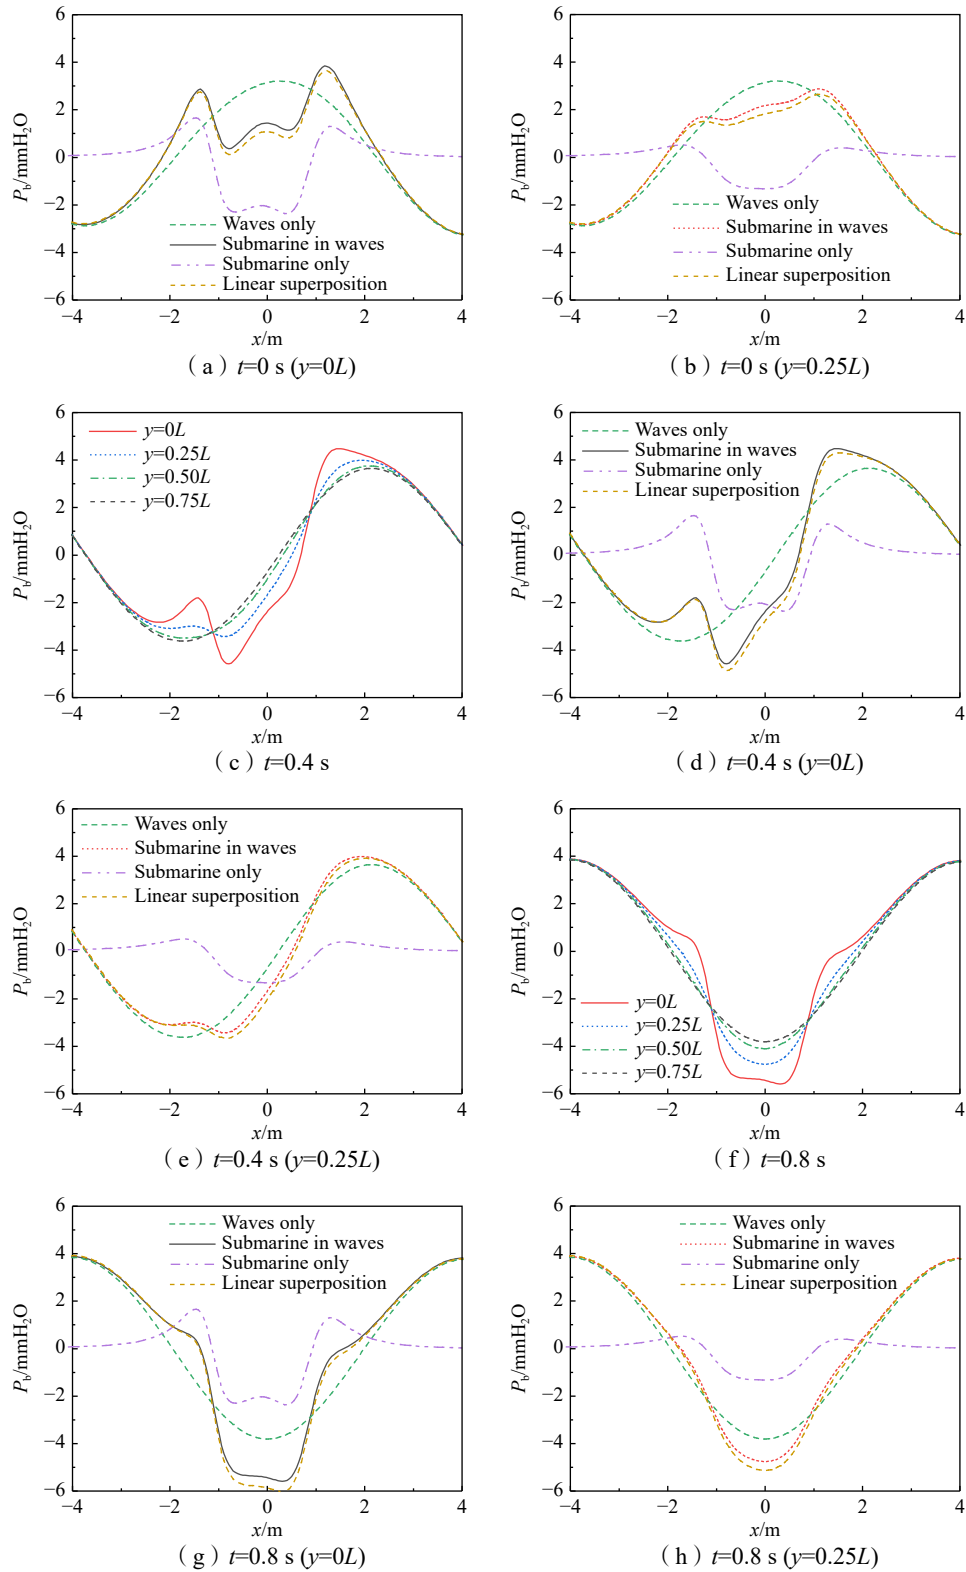 6
4
2
0
−2
−4
−6
P_b/mmH₂O
Waves only
Submarine in waves
Submarine only
Linear superposition
−4
−2
0
2
4
x/m
（a）t=0 s (y=0L)
6
4
2
0
−2
−4
−6
P_b/mmH₂O
Waves only
Submarine in waves
Submarine only
Linear superposition
−4
−2
0
2
4
x/m
（b）t=0 s (y=0.25L)
6
4
2
0
−2
−4
−6
P_b/mmH₂O
y=0L
y=0.25L
y=0.50L
y=0.75L
−4
−2
0
2
4
x/m
（c）t=0.4 s
6
4
2
0
−2
−4
−6
P_b/mmH₂O
Waves only
Submarine in waves
Submarine only
Linear superposition
−4
−2
0
2
4
x/m
（d）t=0.4 s (y=0L)
6
4
2
0
−2
−4
−6
P_b/mmH₂O
Waves only
Submarine in waves
Submarine only
Linear superposition
−4
−2
0
2
4
x/m
（e）t=0.4 s (y=0.25L)
6
4
2
0
−2
−4
−6
P_b/mmH₂O
y=0L
y=0.25L
y=0.50L
y=0.75L
−4
−2
0
2
4
x/m
（f）t=0.8 s
6
4
2
0
−2
−4
−6
P_b/mmH₂O
Waves only
Submarine in waves
Submarine only
Linear superposition
−4
−2
0
2
4
x/m
（g）t=0.8 s (y=0L)
6
4
2
0
−2
−4
−6
P_b/mmH₂O
Waves only
Submarine in waves
Submarine only
Linear superposition
−4
−2
0
2
4
x/m
（h）t=0.8 s (y=0.25L)